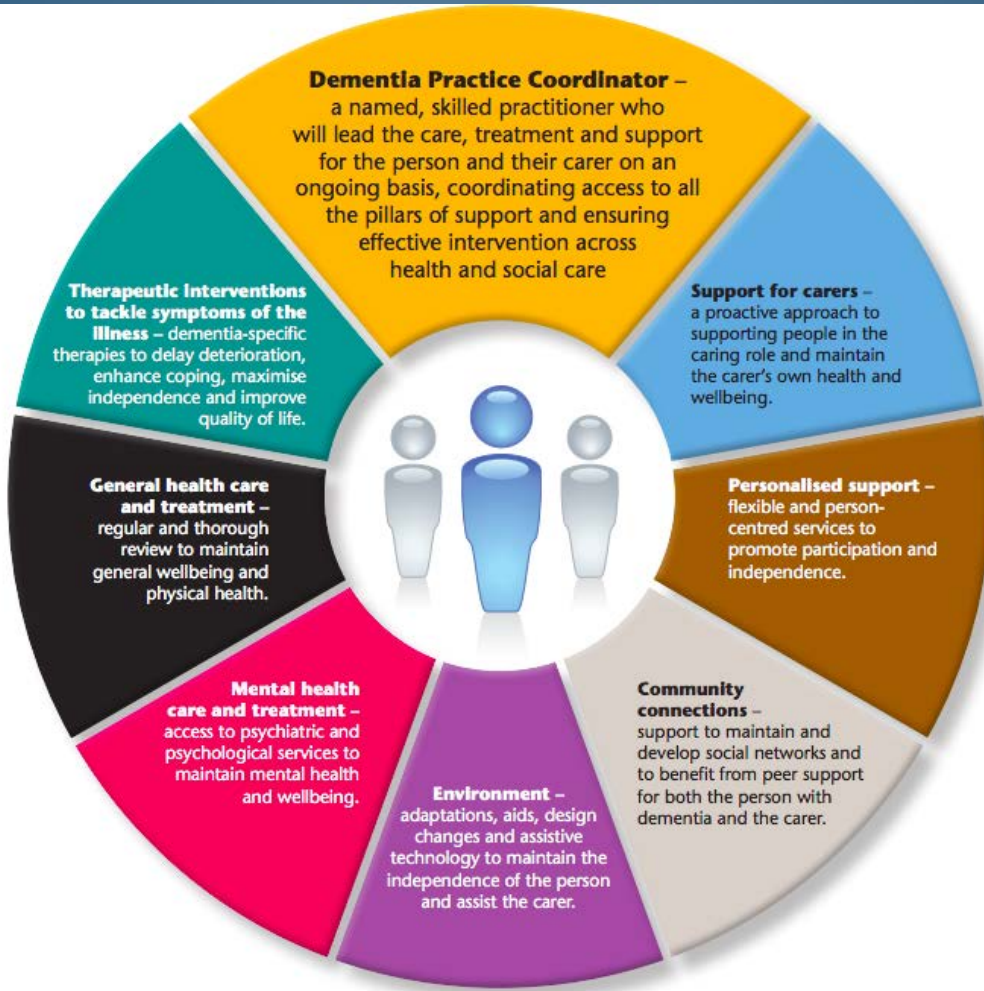 Dementia Practice Coordinator –
a named, skilled practitioner who
will lead the care, treatment and support
for the person and their carer on an
ongoing basis, coordinating access to all
the pillars of support and ensuring
effective intervention across
health and social care
Support for carers –
a proactive approach to
supporting people in the
caring role and maintain
the carer's own health and
wellbeing.
Personalised support –
flexible and person-
centred services to
promote participation and
independence.
Community
connections –
support to maintain and
develop social networks and
to benefit from peer support
for both the person with
dementia and the carer.
Environment –
adaptations, aids, design
changes and assistive
technology to maintain the
independence of the person
and assist the carer.
Mental health
care and treatment –
access to psychiatric and
psychological services to
maintain mental health
and wellbeing.
General health care
and treatment –
regular and thorough
review to maintain
general wellbeing and
physical health.
Therapeutic interventions
to tackle symptoms of the
illness – dementia-specific
therapies to delay deterioration,
enhance coping, maximise
independence and improve
quality of life.